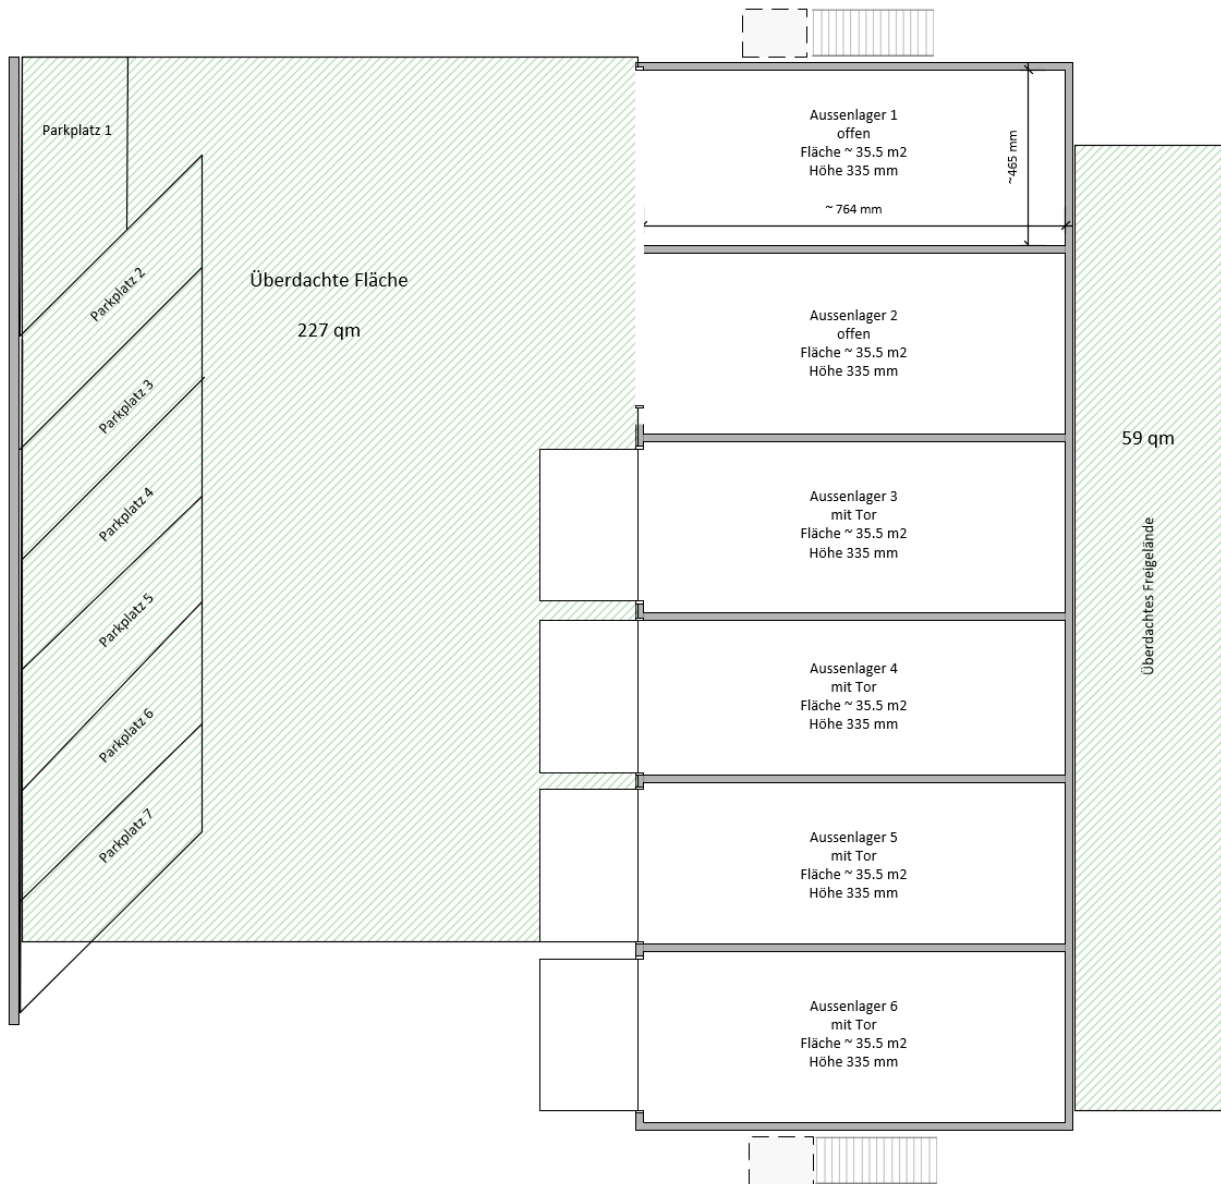 Parkplatz 1
Parkplatz 2
Parkplatz 3
Parkplatz 4
Parkplatz 5
Parkplatz 6
Parkplatz 7
Überdachte Fläche
227 qm
Aussenlager 1
offen
Fläche ~ 35.5 m2
Höhe 335 mm
~465 mm
~ 764 mm
Aussenlager 2
offen
Fläche ~ 35.5 m2
Höhe 335 mm
Aussenlager 3
mit Tor
Fläche ~ 35.5 m2
Höhe 335 mm
Aussenlager 4
mit Tor
Fläche ~ 35.5 m2
Höhe 335 mm
Aussenlager 5
mit Tor
Fläche ~ 35.5 m2
Höhe 335 mm
Aussenlager 6
mit Tor
Fläche ~ 35.5 m2
Höhe 335 mm
59 qm
Überdachtes Freigelände